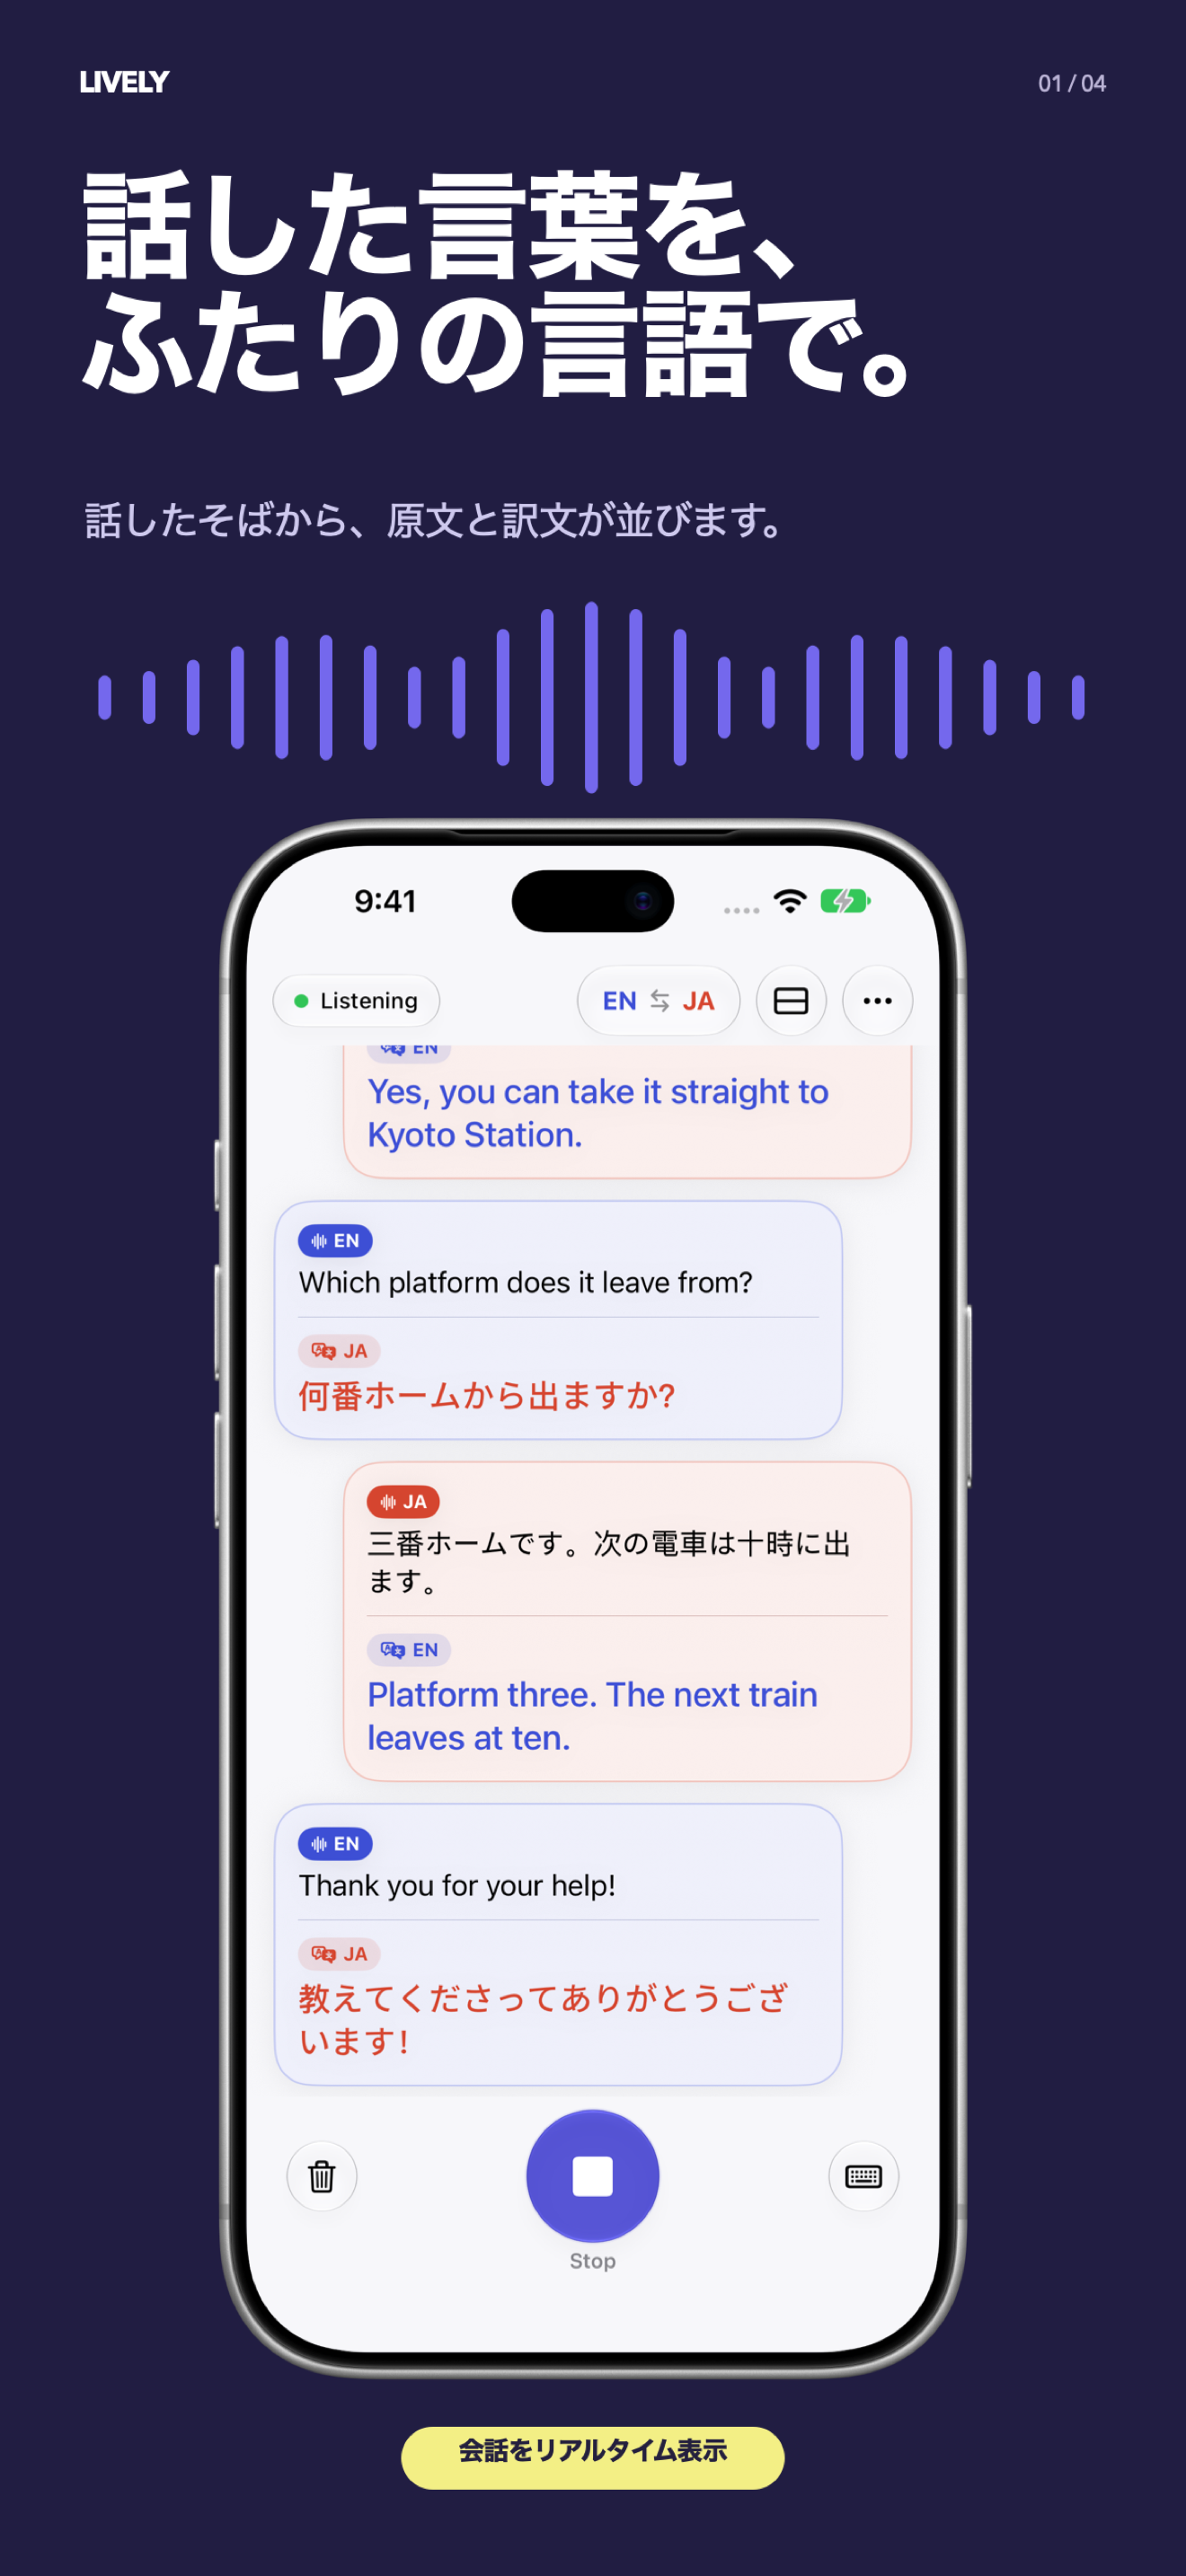 LIVELY
01 / 04
話した言葉を、
ふたりの言語で。
話したそばから、原文と訳文が並びます。
9:41
Listening
EN JA
EN
Yes, you can take it straight to
Kyoto Station.
EN
Which platform does it leave from?
JA
何番ホームから出ますか?
JA
三番ホームです。次の電車は十時に出
ます。
EN
Platform three. The next train
leaves at ten.
EN
Thank you for your help!
JA
教えてくださってありがとうござ
います!
Stop
会話をリアルタイム表示